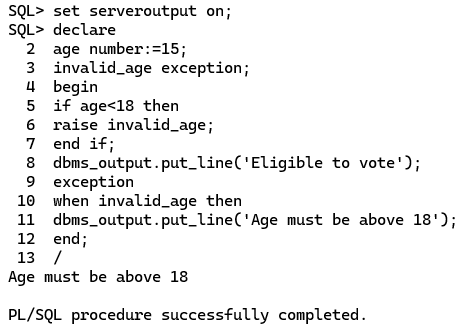 SQL> set serveroutput on;
SQL> declare
  2  age number:=15;
  3  invalid_age exception;
  4  begin
  5  if age<18 then
  6  raise invalid_age;
  7  end if;
  8  dbms_output.put_line('Eligible to vote');
  9  exception
 10  when invalid_age then
 11  dbms_output.put_line('Age must be above 18');
 12  end;
 13  /
Age must be above 18

PL/SQL procedure successfully completed.